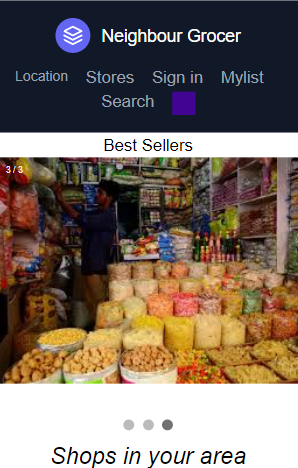 Neighbour Grocer
Location Stores Sign in Mylist
Search
Best Sellers
3 / 3
Shops in your area